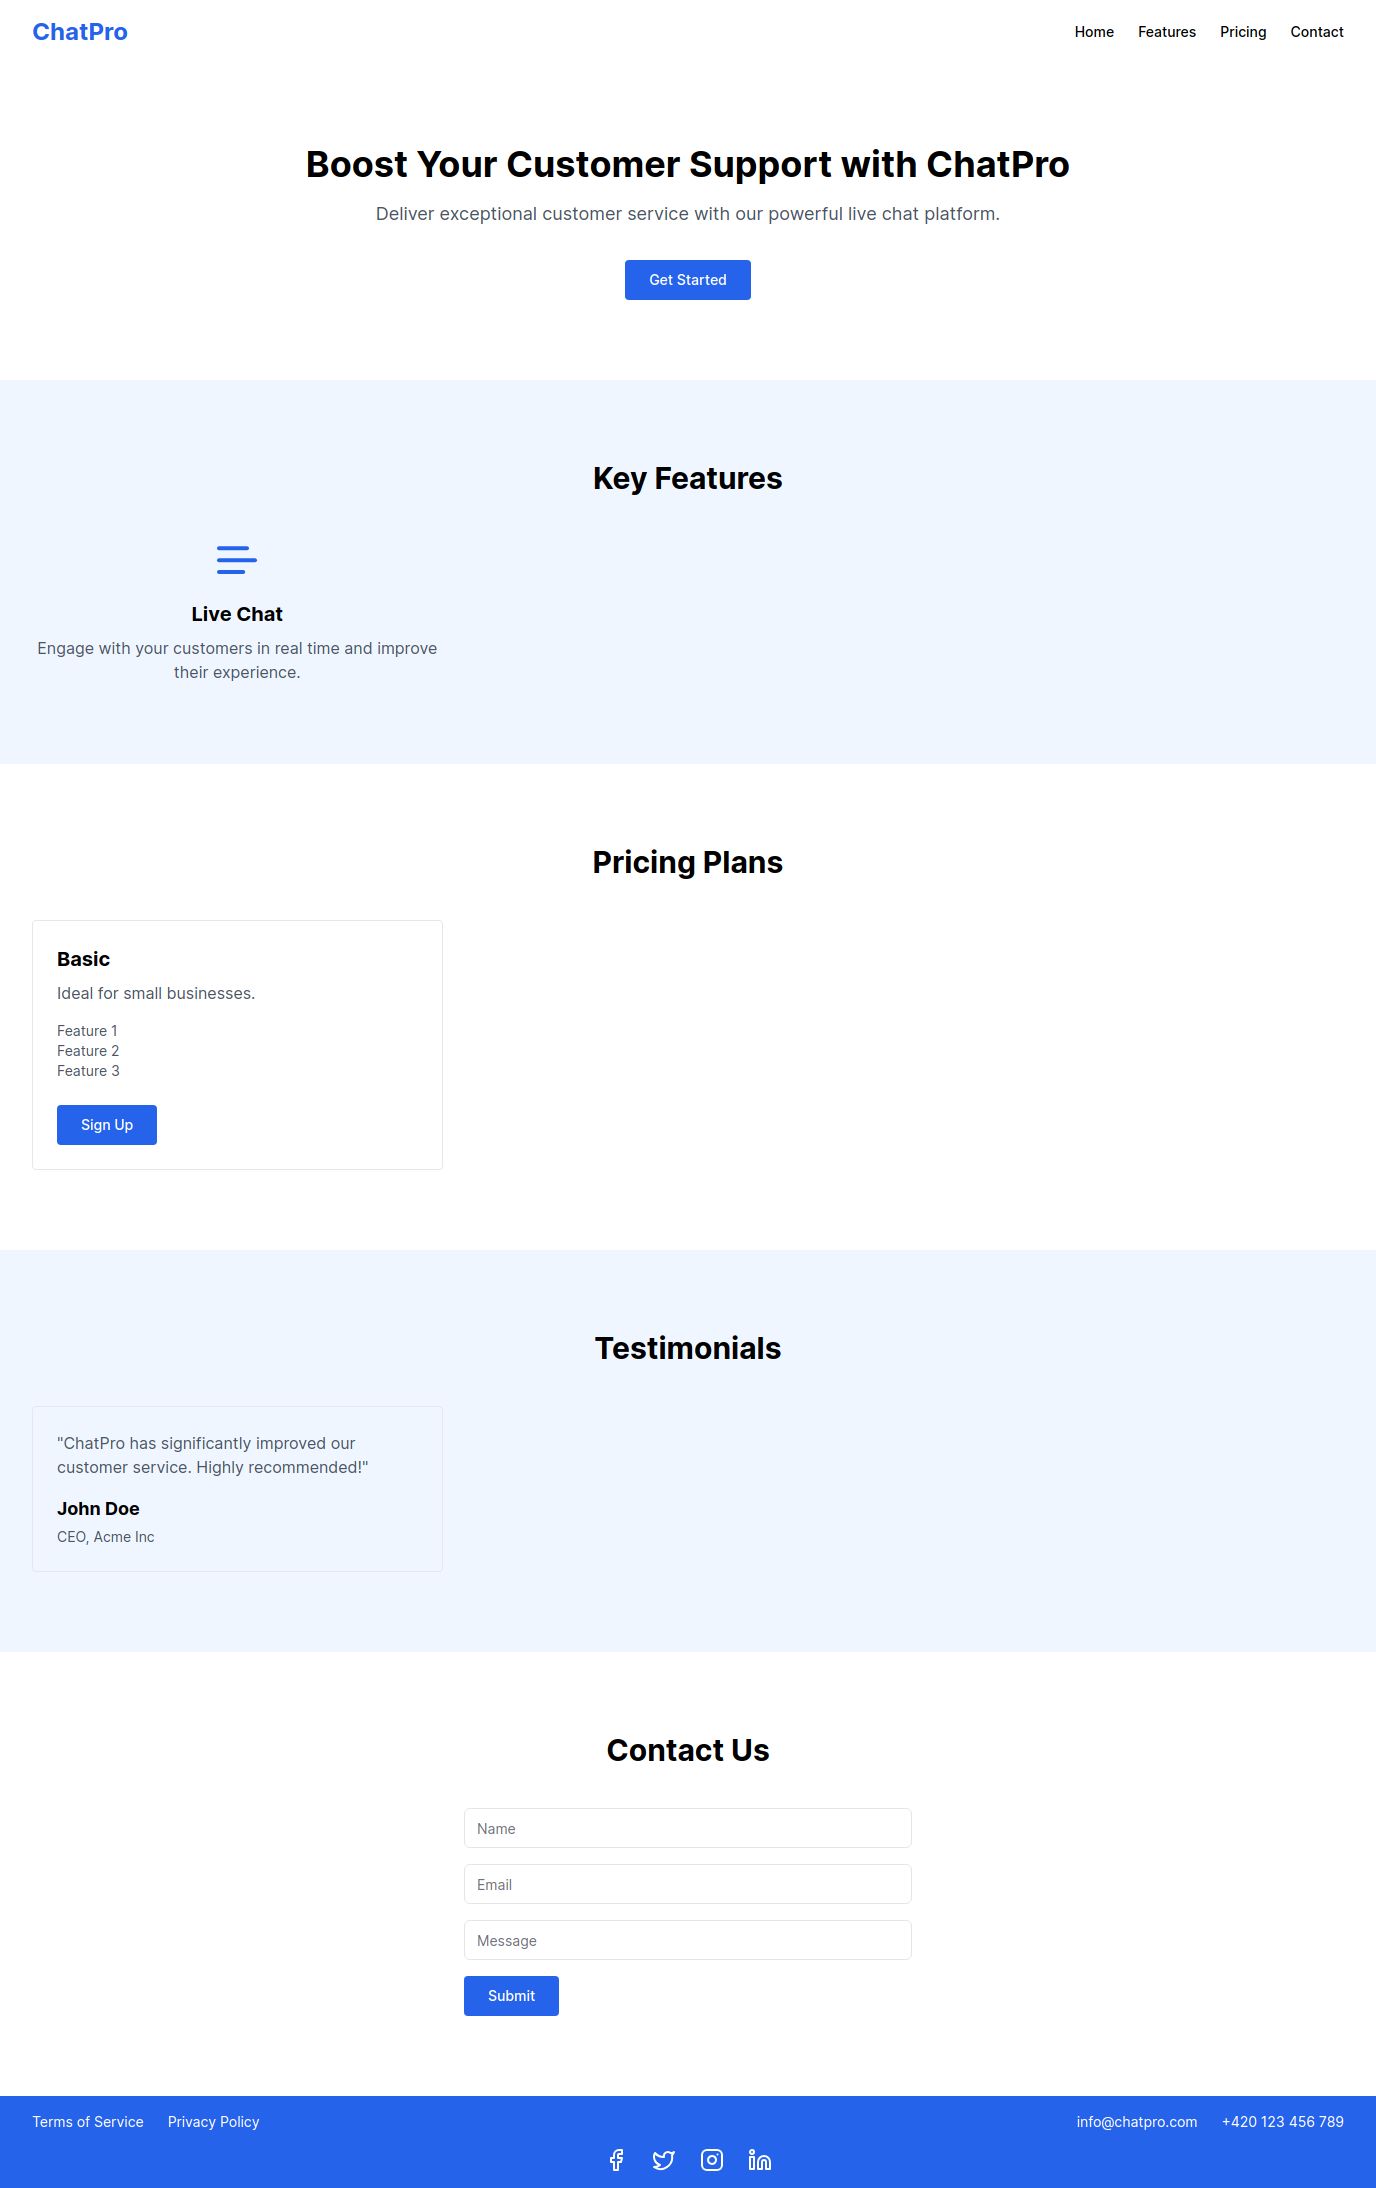 ChatPro
Home Features Pricing Contact
Boost Your Customer Support with ChatPro
Deliver exceptional customer service with our powerful live chat platform.
Get Started
Key Features
Live Chat
Engage with your customers in real time and improve
their experience.
Pricing Plans
Basic
Ideal for small businesses.
Feature 1
Feature 2
Feature 3
Sign Up
Testimonials
"ChatPro has significantly improved our
customer service. Highly recommended!"
John Doe
CEO, Acme Inc
Contact Us
Name
Email
Message
Submit
Terms of Service Privacy Policy
info@chatpro.com +420 123 456 789